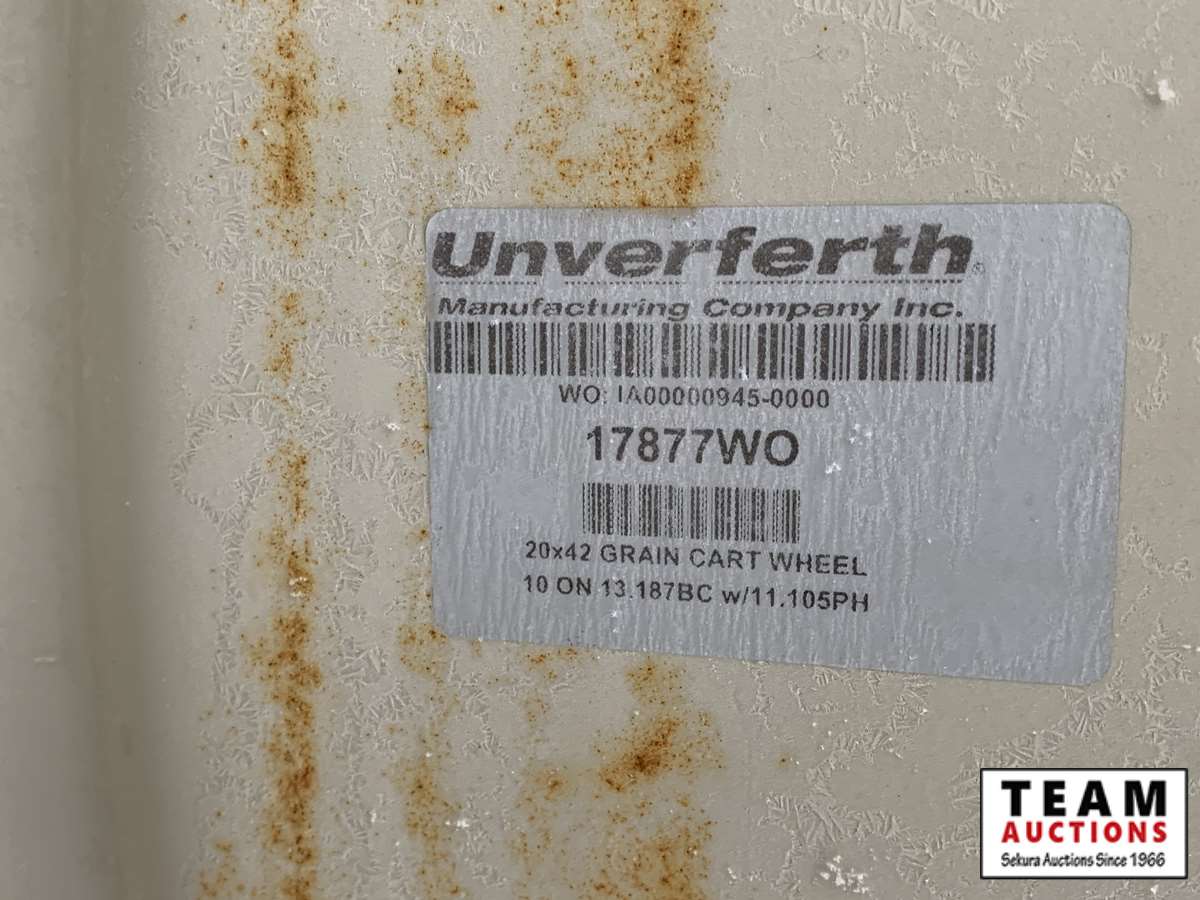 Unverferth®
Manufacturing Company Inc.
WO: IA00000945-0000
17877WO
20x42 GRAIN CART WHEEL
10 ON 13.187BC w/11.105PH
TEAM
AUCTIONS
Sekura Auctions Since 1966